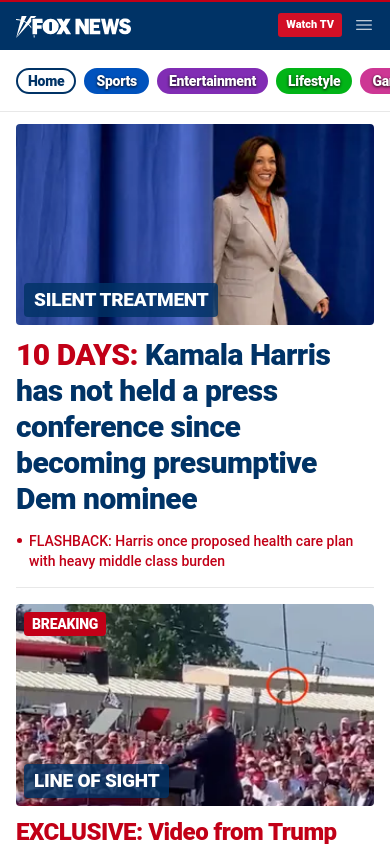 FOX NEWS
Watch TV
Home
Sports
Entertainment
Lifestyle
Ga
SILENT TREATMENT
10 DAYS: Kamala Harris
has not held a press
conference since
becoming presumptive
Dem nominee
• FLASHBACK: Harris once proposed health care plan
with heavy middle class burden
BREAKING
LINE OF SIGHT
EXCLUSIVE: Video from Trump